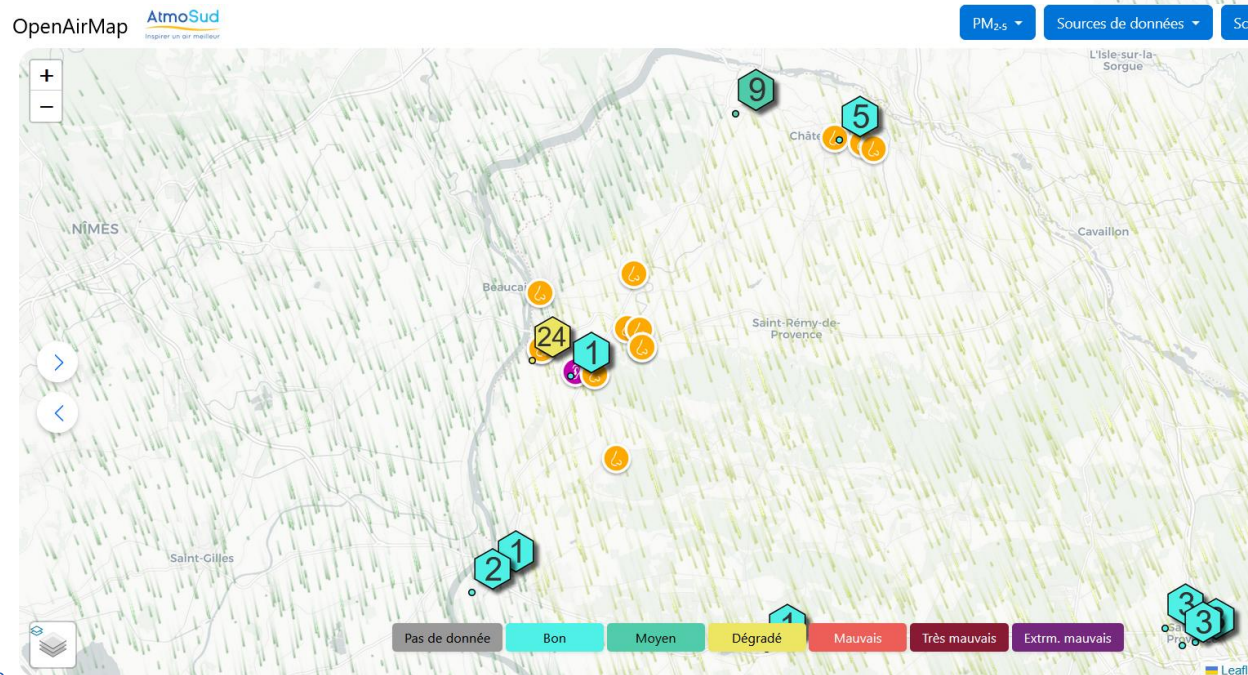 OpenAirMap
AtmoSud
Inspirer un air meilleur
PM2.5
Sources de données
+
−
L'Isle-sur-la-
Sorgue
9
5
Chât
NÎMES
Cavaillon
Beaucai
24
1
Saint-Rémy-de-
Provence
1
2
Saint-Gilles
1
3
3
Prov
Pas de donnée
Bon
Moyen
Dégradé
Mauvais
Très mauvais
Extrm. mauvais
Leafl